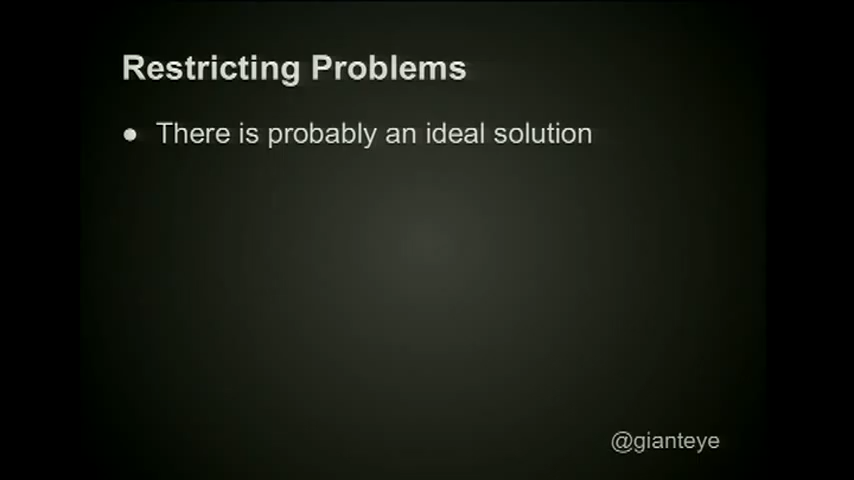 Restricting Problems
● There is probably an ideal solution
@gianteye